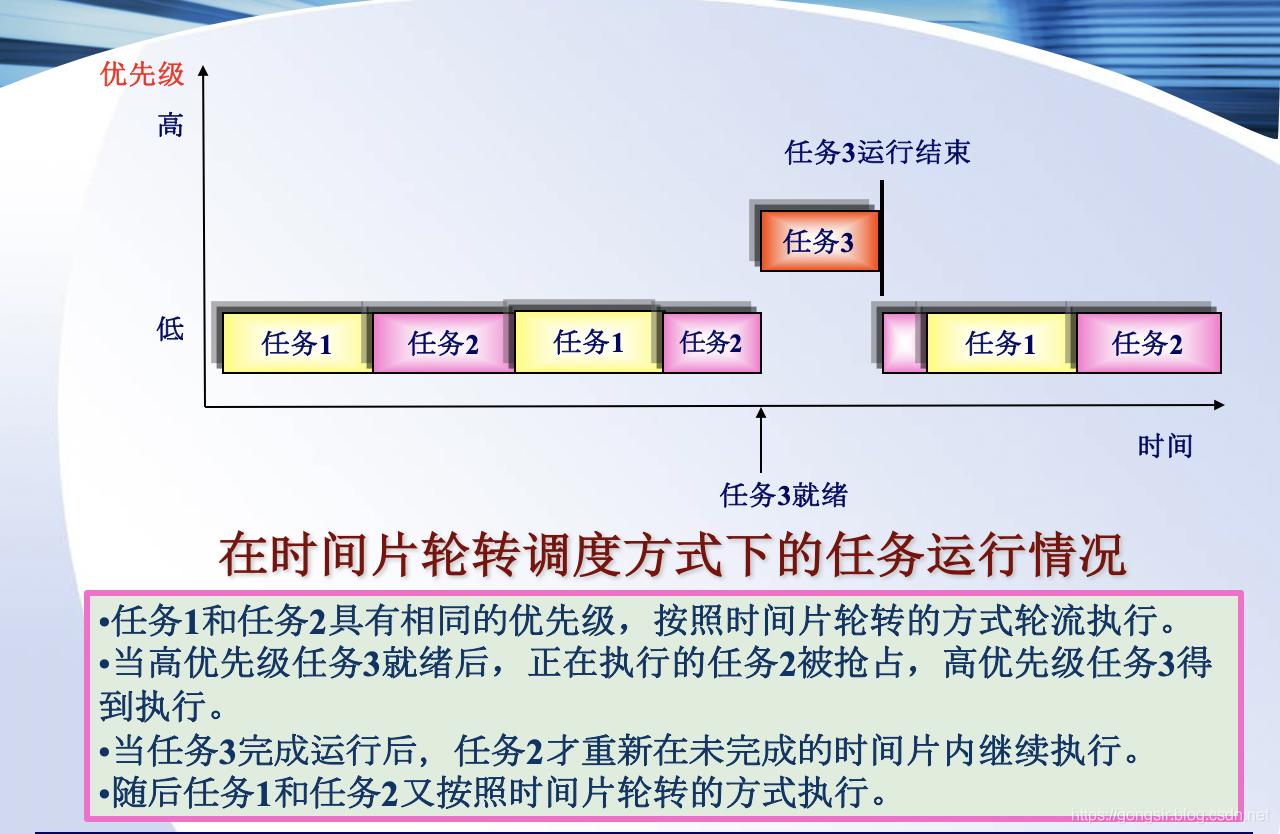 优先级
高
任务3运行结束
任务3
低
任务1 任务2 任务1 任务2 任务1 任务2
时间
任务3就绪
在时间片轮转调度方式下的任务运行情况
•任务1和任务2具有相同的优先级，按照时间片轮转的方式轮流执行。
•当高优先级任务3就绪后，正在执行的任务2被抢占，高优先级任务3得
到执行。
•当任务3完成运行后，任务2才重新在未完成的时间片内继续执行。
•随后任务1和任务2又按照时间片轮转的方式执行。
https://gongsir.blog.csdn.net